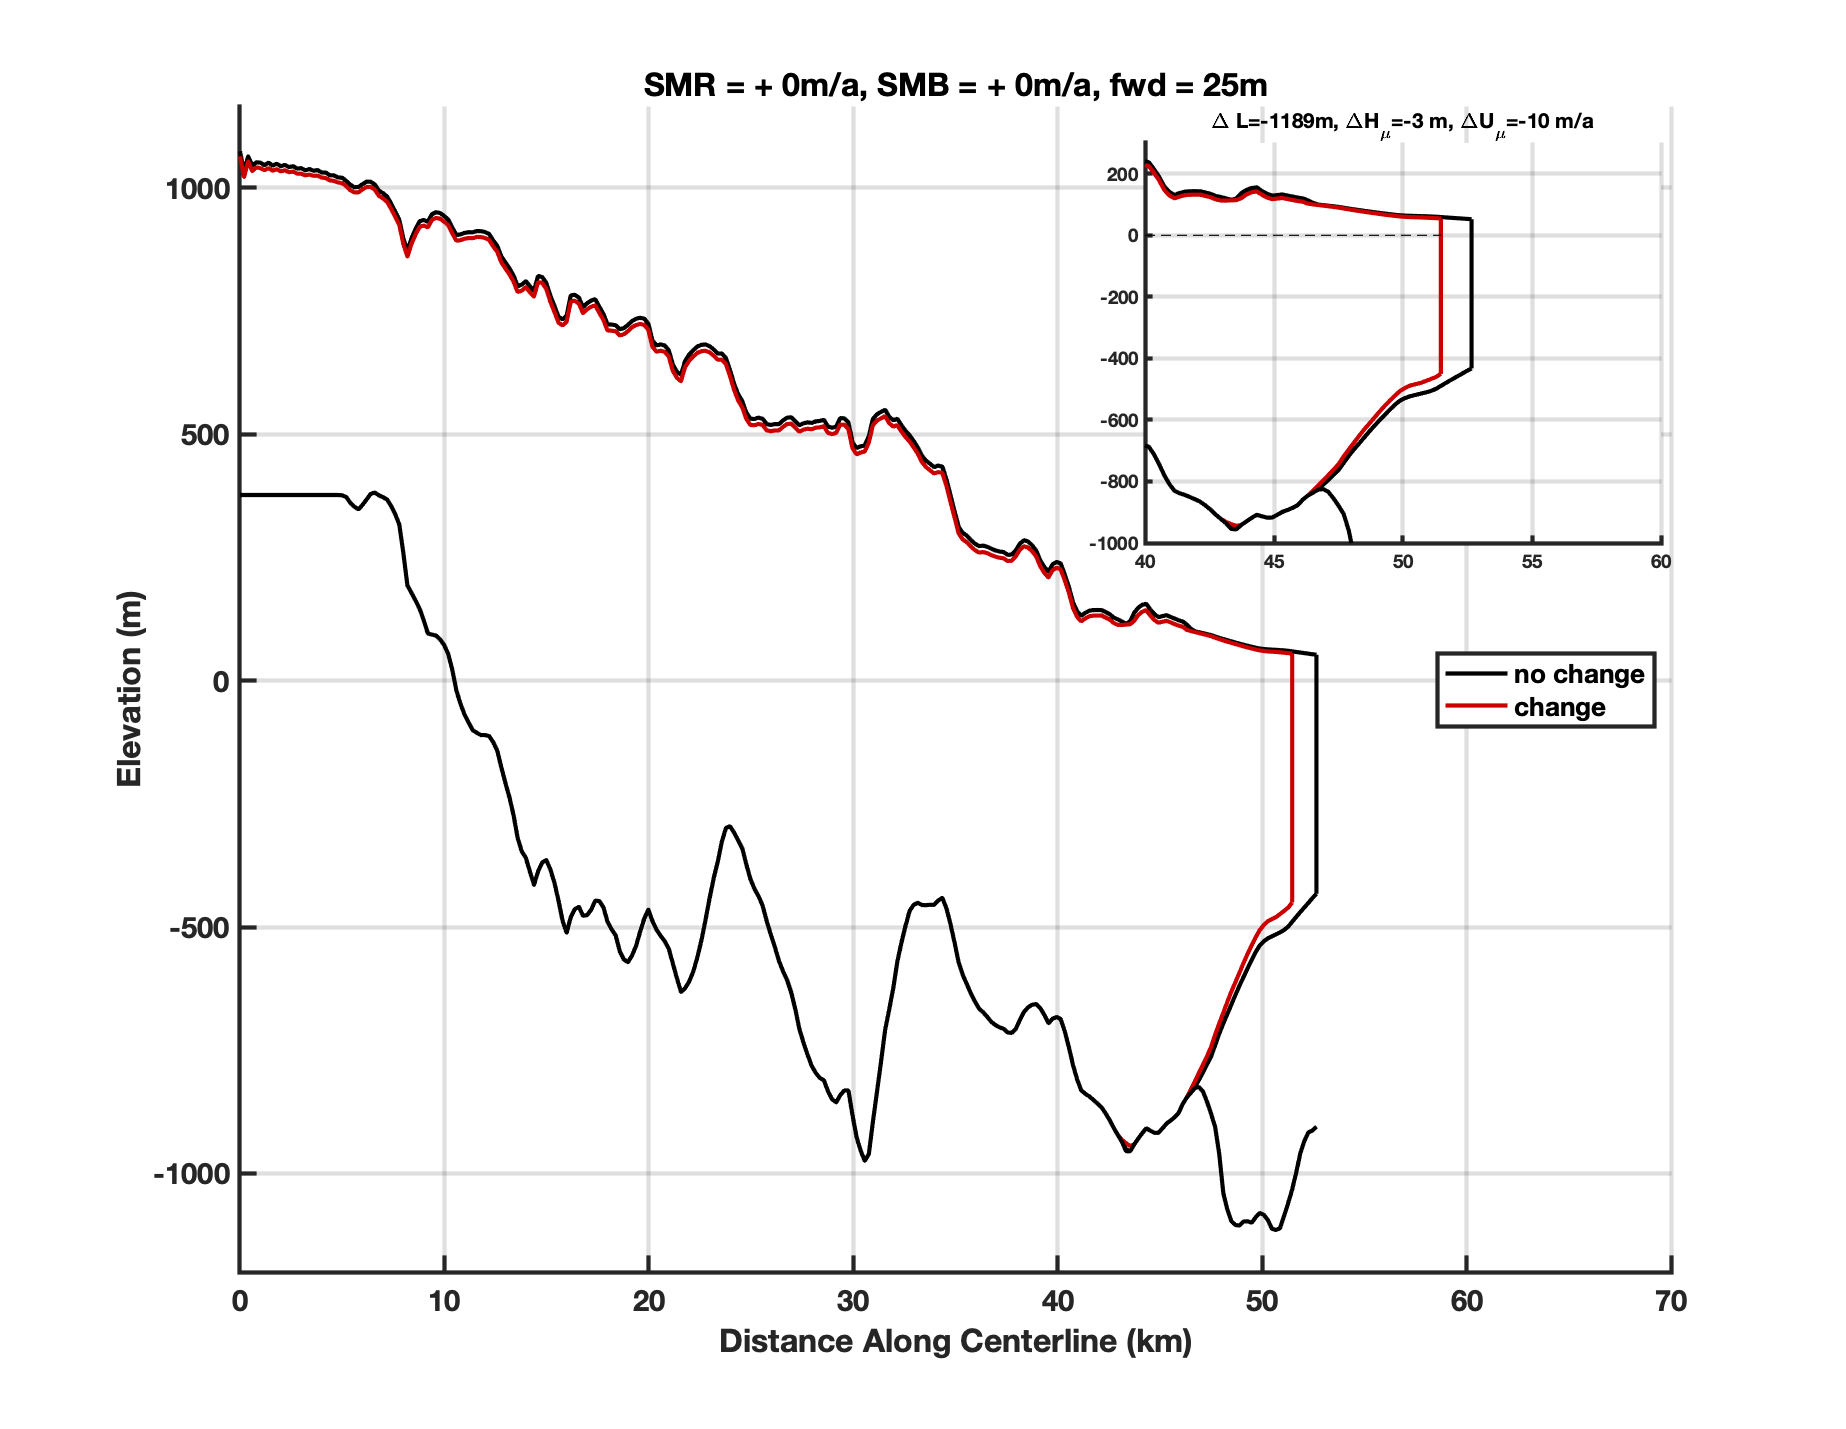 SMR = + 0m/a, SMB = + 0m/a, fwd = 25m
Δ L=-1189m, ΔH μ=-3 m, ΔU μ=-10 m/a
1000
500
0
-500
-1000
Elevation (m)
200
0
-200
-400
-600
-800
-1000
40 45 50 55 60
no change
change
0 10 20 30 40 50 60 70
Distance Along Centerline (km)